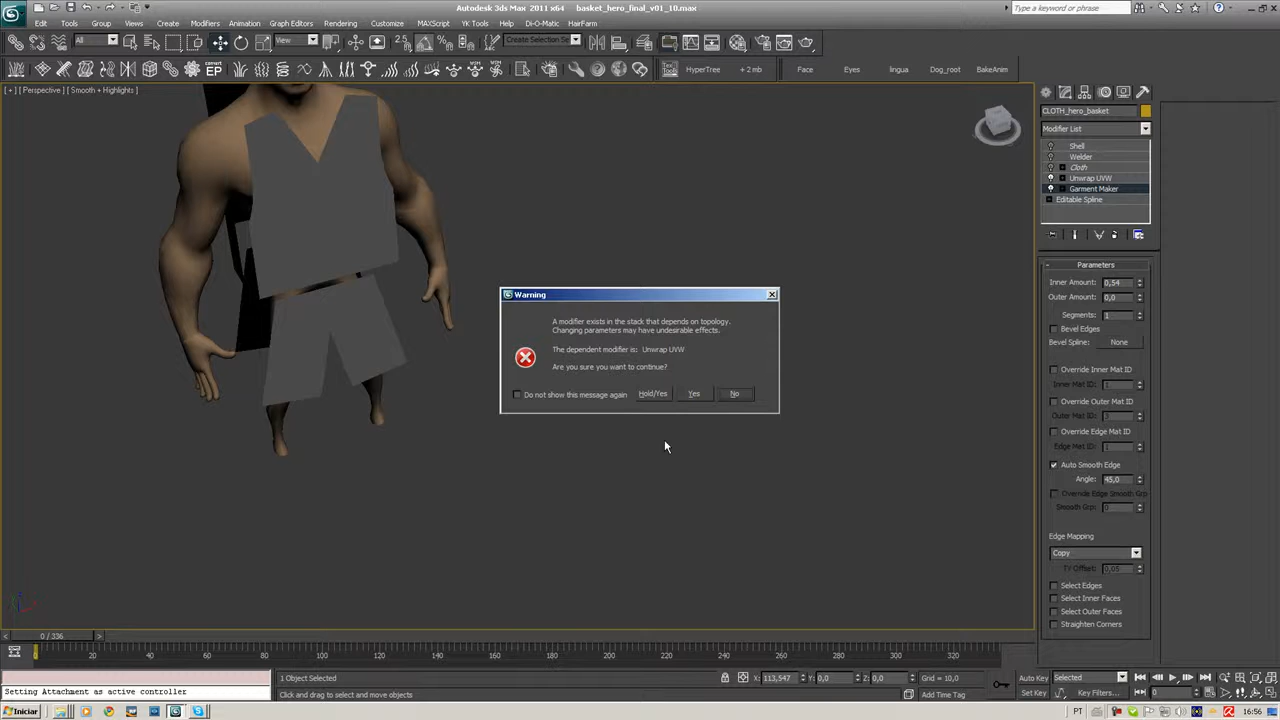 Autodesk 3ds Max 2011 x64 basket_hero_final_v01_10.max
Type a keyword or phrase
Edit Tools Group Views Create Modifiers Animation Graph Editors Rendering Customize MAXScript YK Tools Help Di-O-Matic HairFarm
All View 2.5 Create Selection Se
convert EP HyperTree + 2 mb Face Eyes lingua Dog_root BakeAnim
[ + ] [ Perspective ] [ Smooth + Highlights ]
CLOTH_hero_basket
Modifier List
Shell
Welder
Cloth
Unwrap UVW
Garment Maker
Editable Spline
Parameters
Inner Amount: 0,54
Outer Amount: 0,0
Segments: 1
Bevel Edges
Bevel Spline: None
Override Inner Mat ID
Inner Mat ID: 1
Override Outer Mat ID
Outer Mat ID: 3
Override Edge Mat ID
Edge Mat ID: 1
Auto Smooth Edge
Angle: 45,0
Override Edge Smooth Grp
Smooth Grp: 0
Edge Mapping
Copy
TV Offset: 0,05
Select Edges
Select Inner Faces
Select Outer Faces
Straighten Corners
Warning
A modifier exists in the stack that depends on topology.
Changing parameters may have undesirable effects.
The dependent modifier is: Unwrap UVW
Are you sure you want to continue?
Do not show this message again Hold/Yes Yes No
< 0 / 336 >
0 20 40 60 80 100 120 140 160 180 200 220 240 260 280 300 320
1 Object Selected X: 113,547 Y: 0,0 Z: 0,0 Grid = 10,0 Auto Key Selected
Setting Attachment as active controller Click and drag to select and move objects Add Time Tag Set Key Key Filters... 0
Iniciar PT 16:56